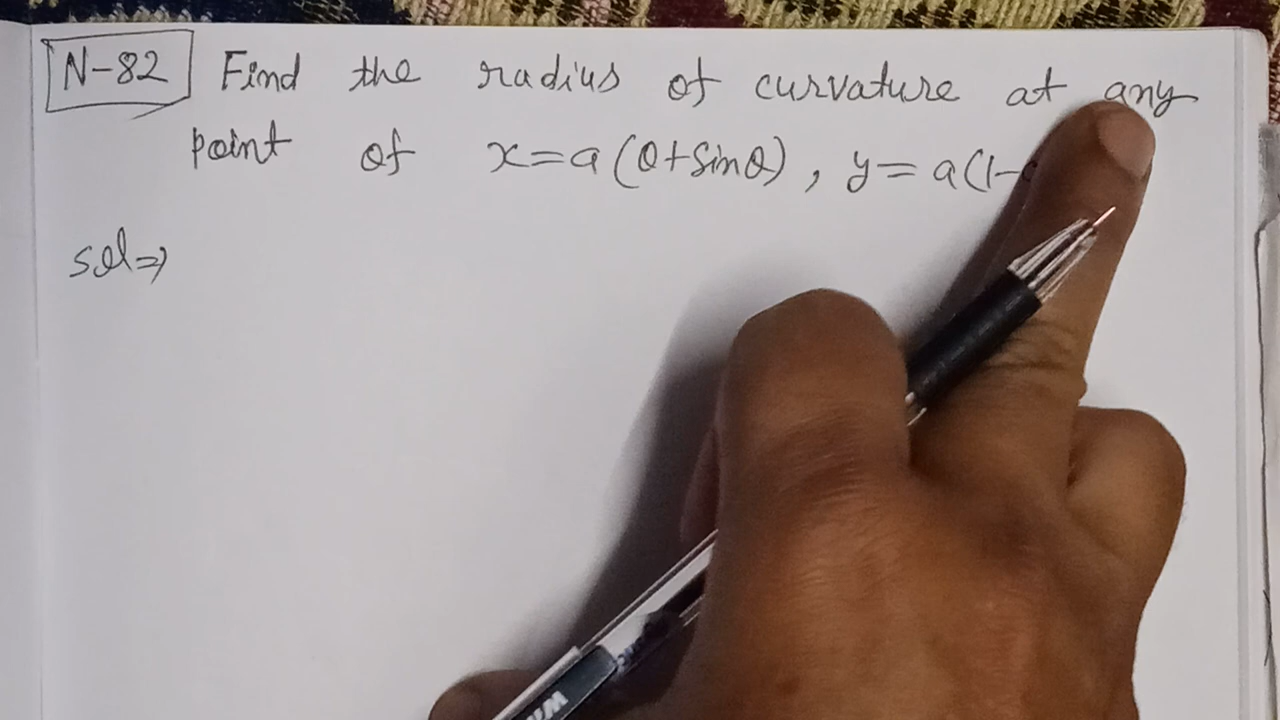 N-82 Find the radius of curvature at any
point of x=a(θ+sinθ), y=a(1-
sol⇒